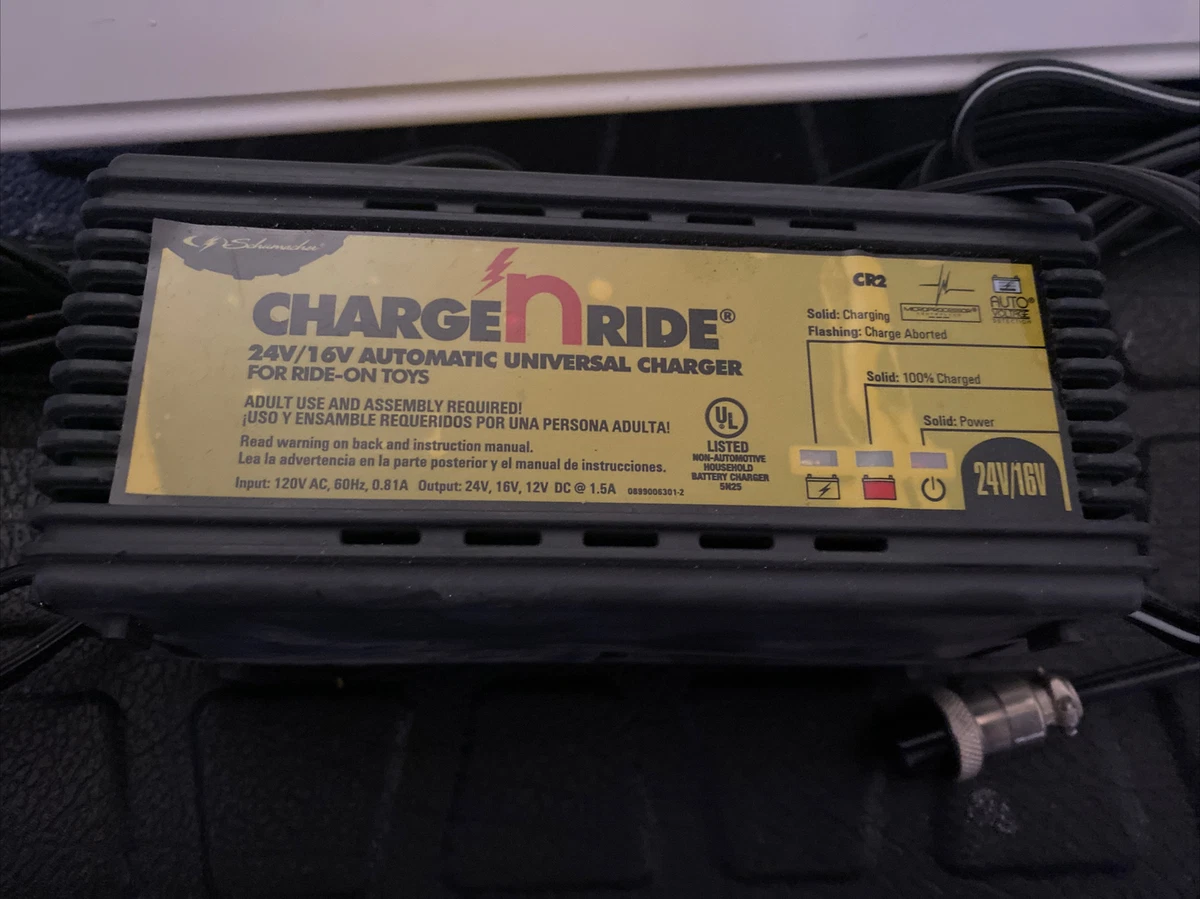 Schumacher®
CHARGE n RIDE®
24V/16V AUTOMATIC UNIVERSAL CHARGER
FOR RIDE-ON TOYS
ADULT USE AND ASSEMBLY REQUIRED!
¡USO Y ENSAMBLE REQUERIDOS POR UNA PERSONA ADULTA!
Read warning on back and instruction manual.
Lea la advertencia en la parte posterior y el manual de instrucciones.
Input: 120V AC, 60Hz, 0.81A Output: 24V, 16V, 12V DC @ 1.5A 0899006301-2
UL
LISTED
NON-AUTOMOTIVE
HOUSEHOLD
BATTERY CHARGER
5N25
CR2
MICROPROCESSOR
AUTO
VOLTAGE
Solid: Charging
Flashing: Charge Aborted
Solid: 100% Charged
Solid: Power
24V/16V